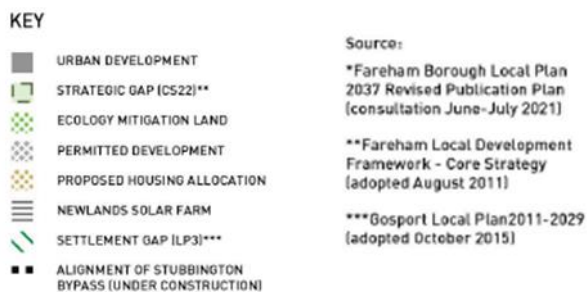 KEY
URBAN DEVELOPMENT
STRATEGIC GAP (CS22)**
ECOLOGY MITIGATION LAND
PERMITTED DEVELOPMENT
PROPOSED HOUSING ALLOCATION
NEWLANDS SOLAR FARM
SETTLEMENT GAP (LP3)***
ALIGNMENT OF STUBBINGTON
BYPASS (UNDER CONSTRUCTION)
Source:
*Fareham Borough Local Plan
2037 Revised Publication Plan
(consultation June-July 2021)
**Fareham Local Development
Framework - Core Strategy
(adopted August 2011)
***Gosport Local Plan2011-2029
(adopted October 2015)